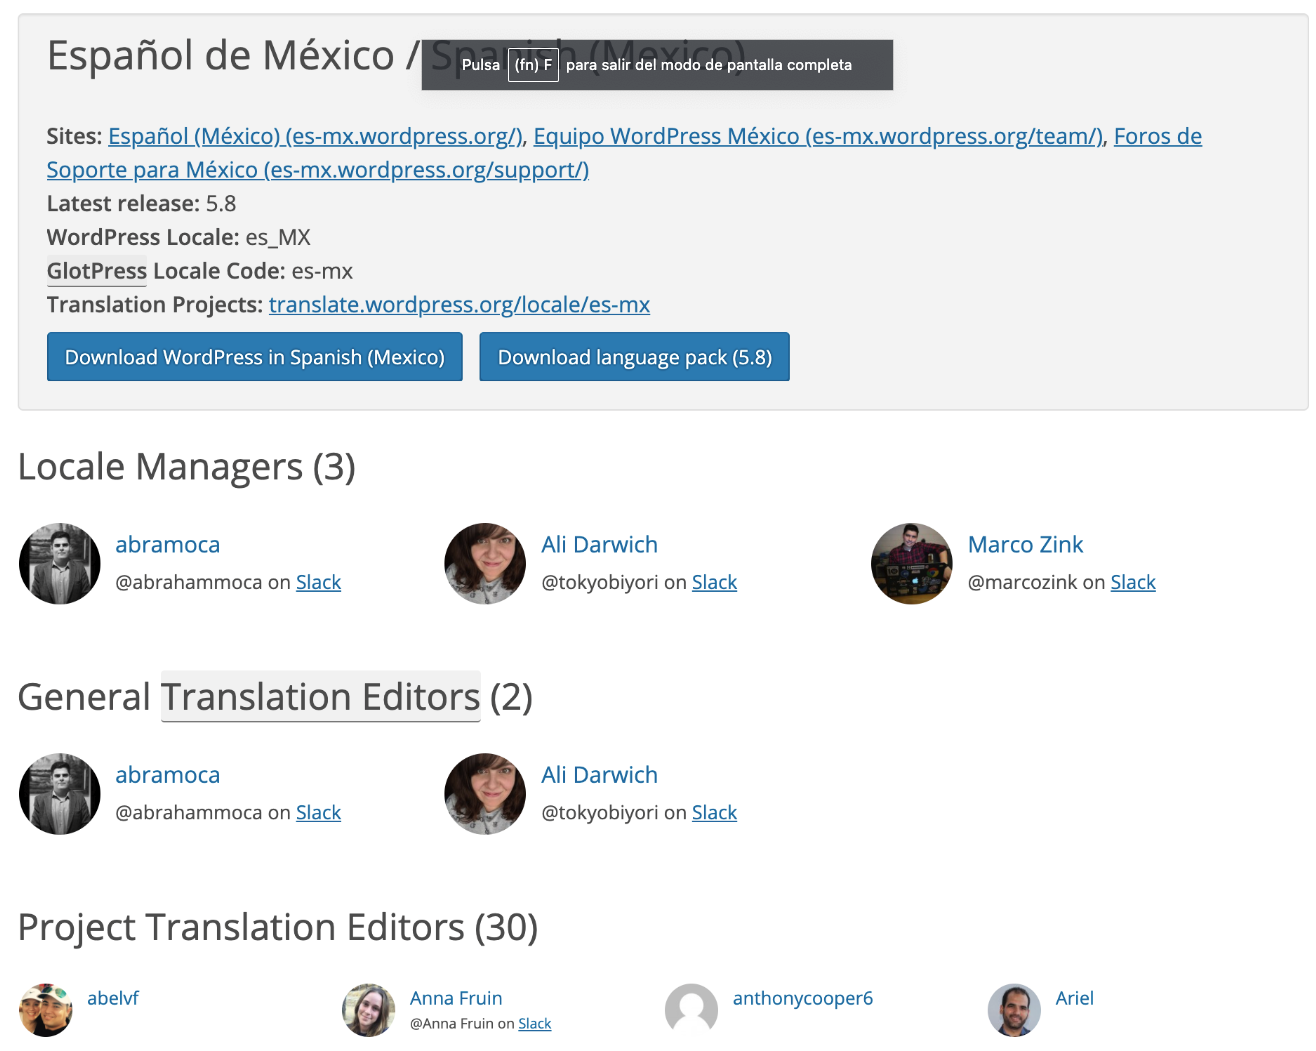 Español de México / Spanish (Mexico)
Pulsa (fn) F para salir del modo de pantalla completa
Sites: Español (México) (es-mx.wordpress.org/), Equipo WordPress México (es-mx.wordpress.org/team/), Foros de
Soporte para México (es-mx.wordpress.org/support/)
Latest release: 5.8
WordPress Locale: es_MX
GlotPress Locale Code: es-mx
Translation Projects: translate.wordpress.org/locale/es-mx
Download WordPress in Spanish (Mexico) Download language pack (5.8)
Locale Managers (3)
abramoca Ali Darwich Marco Zink
@abrahammoca on Slack @tokyobiyori on Slack @marcozink on Slack
General Translation Editors (2)
abramoca Ali Darwich
@abrahammoca on Slack @tokyobiyori on Slack
Project Translation Editors (30)
abelvf Anna Fruin anthonycooper6 Ariel
@Anna Fruin on Slack